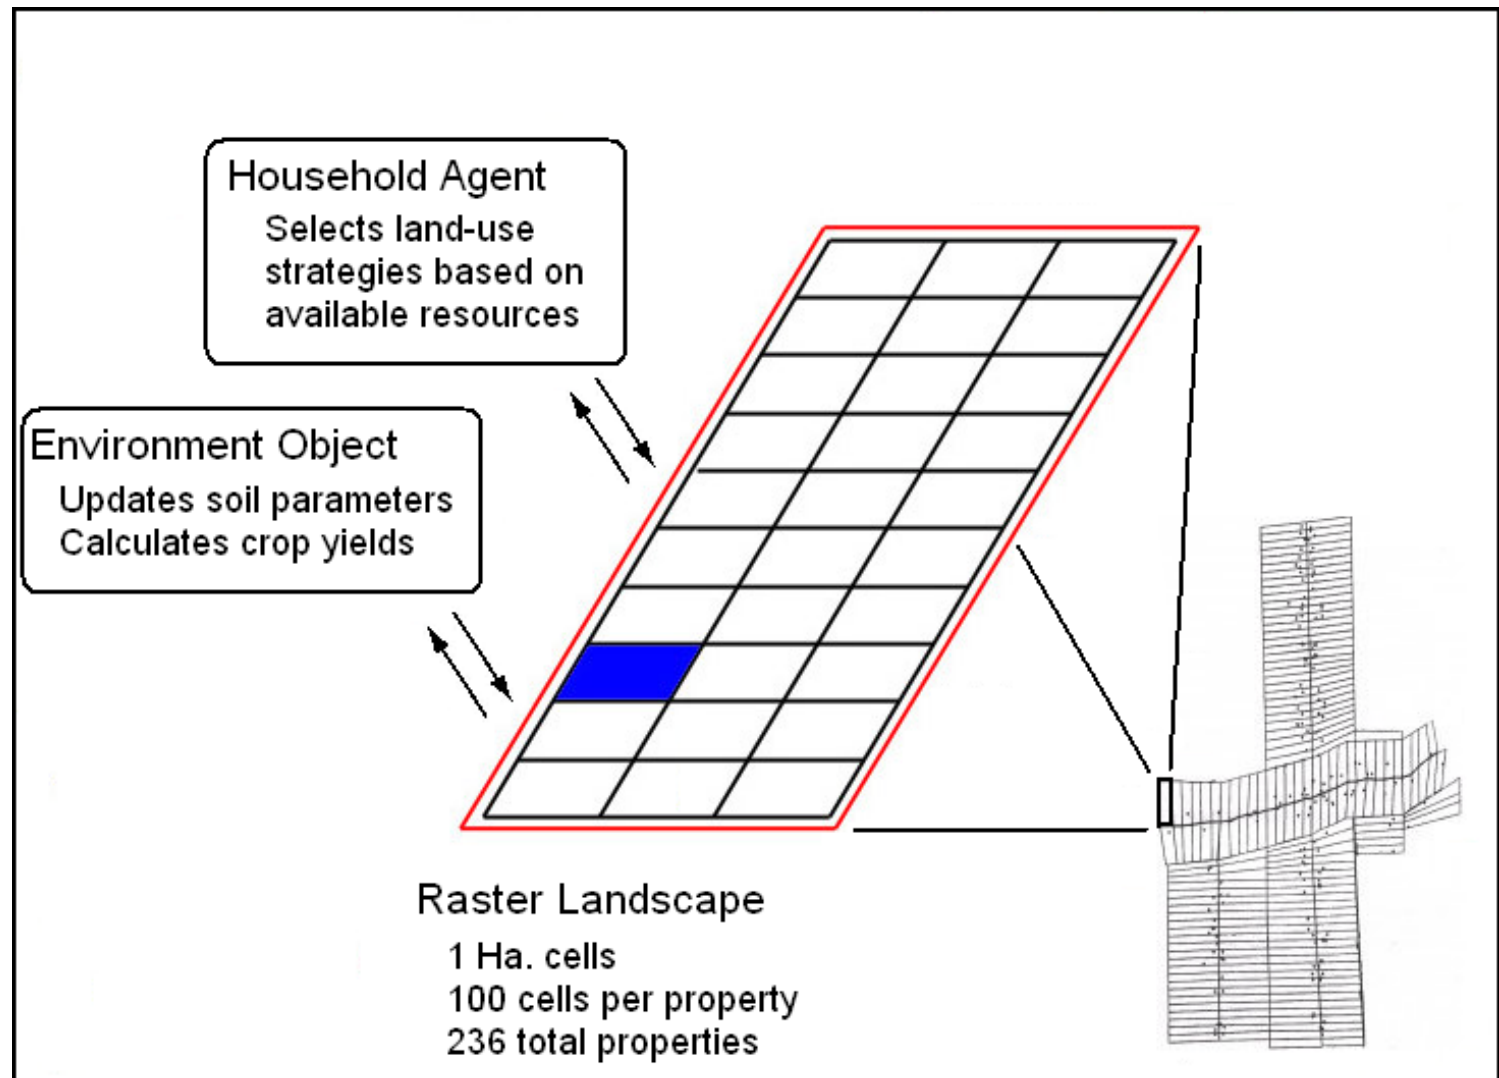 Household Agent
Selects land-use
strategies based on
available resources
Environment Object
Updates soil parameters
Calculates crop yields
Raster Landscape
1 Ha. cells
100 cells per property
236 total properties